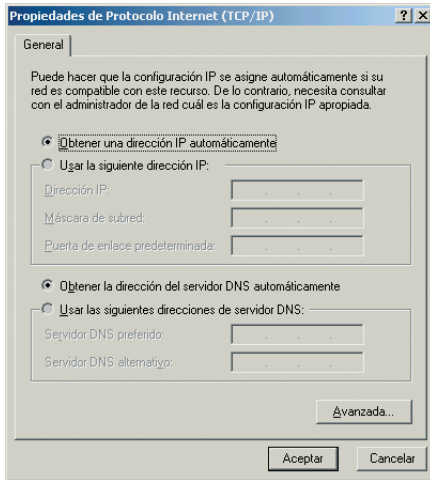 Propiedades de Protocolo Internet (TCP/IP)
General
Puede hacer que la configuración IP se asigne automáticamente si su
red es compatible con este recurso. De lo contrario, necesita consultar
con el administrador de la red cuál es la configuración IP apropiada.
Obtener una dirección IP automáticamente
Usar la siguiente dirección IP:
Dirección IP:
Máscara de subred:
Puerta de enlace predeterminada:
Obtener la dirección del servidor DNS automáticamente
Usar las siguientes direcciones de servidor DNS:
Servidor DNS preferido:
Servidor DNS alternativo:
Avanzada...
Aceptar
Cancelar